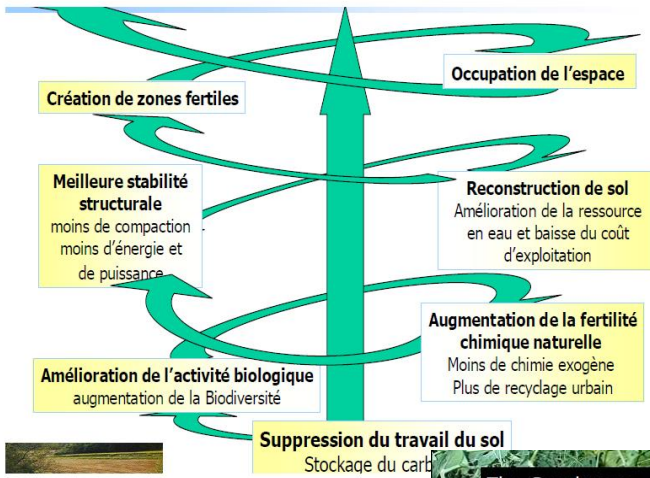 Occupation de l'espace
Création de zones fertiles
Meilleure stabilité
structurale
moins de compaction
moins d'énergie et
de puissance
Reconstruction de sol
Amélioration de la ressource
en eau et baisse du coût
d'exploitation
Augmentation de la fertilité
chimique naturelle
Moins de chimie exogène
Plus de recyclage urbain
Amélioration de l'activité biologique
augmentation de la Biodiversité
Suppression du travail du sol
Stockage du carb